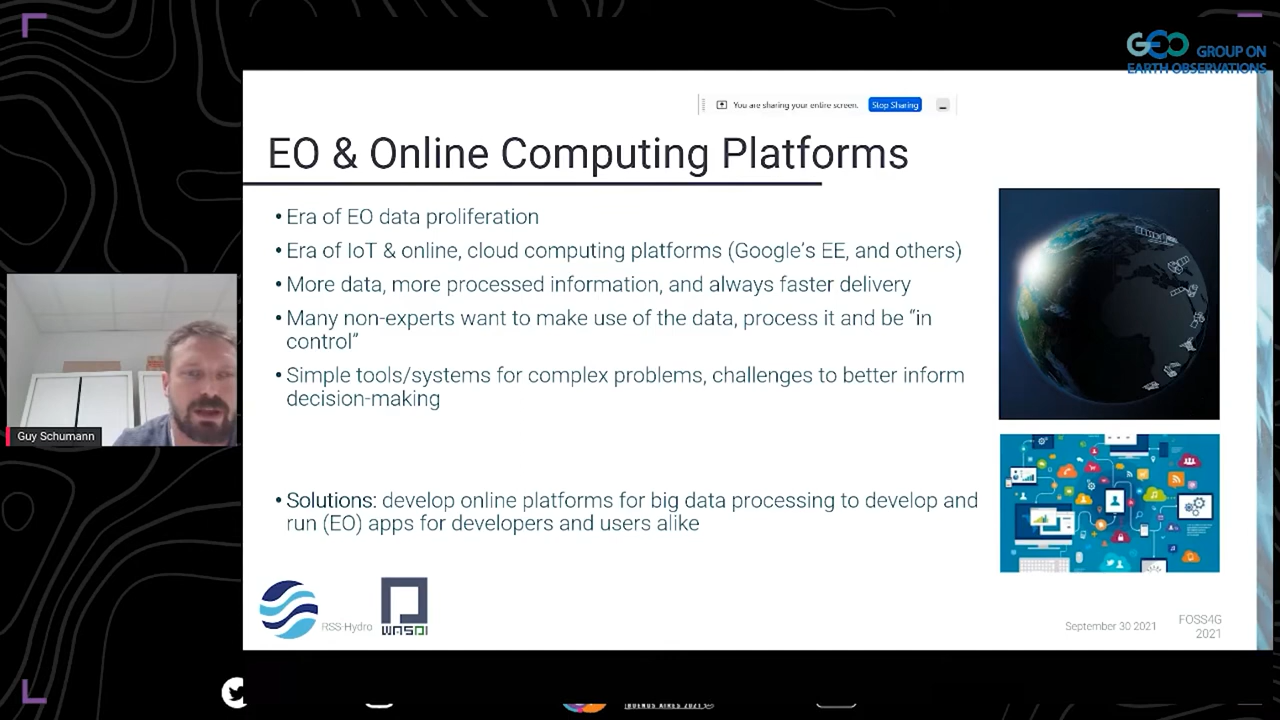 GEO GROUP ON
EARTH OBSERVATIONS
You are sharing your entire screen. Stop Sharing
EO & Online Computing Platforms
• Era of EO data proliferation
• Era of IoT & online, cloud computing platforms (Google's EE, and others)
• More data, more processed information, and always faster delivery
• Many non-experts want to make use of the data, process it and be “in
control”
• Simple tools/systems for complex problems, challenges to better inform
decision-making
Guy Schumann
• Solutions: develop online platforms for big data processing to develop and
run (EO) apps for developers and users alike
RSS-Hydro
WASDI
September 30 2021
FOSS4G
2021
BUENOS AIRES 2021